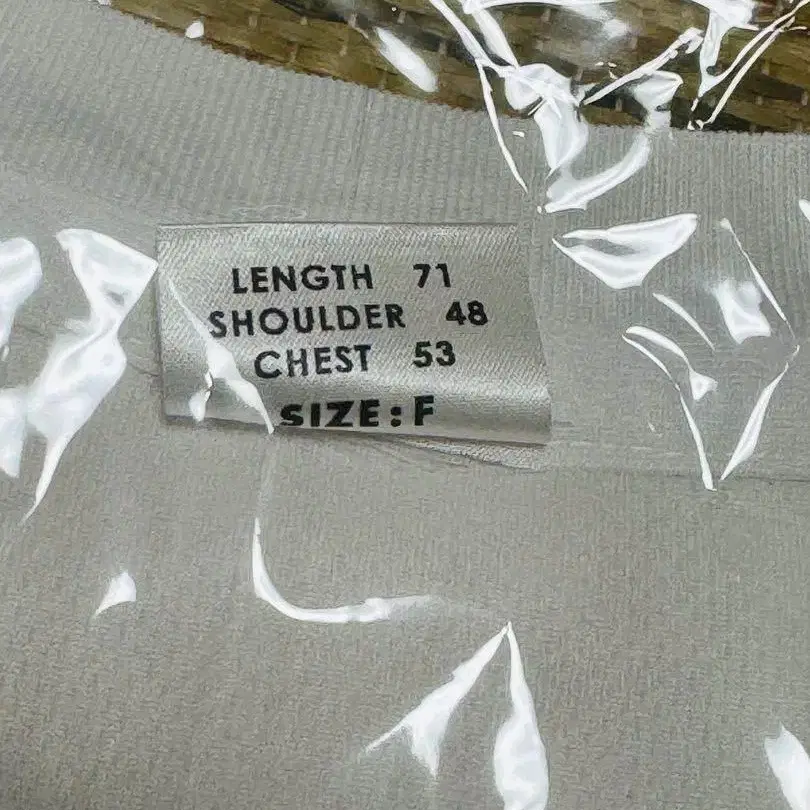 LENGTH 71
SHOULDER 48
CHEST 53
SIZE:F